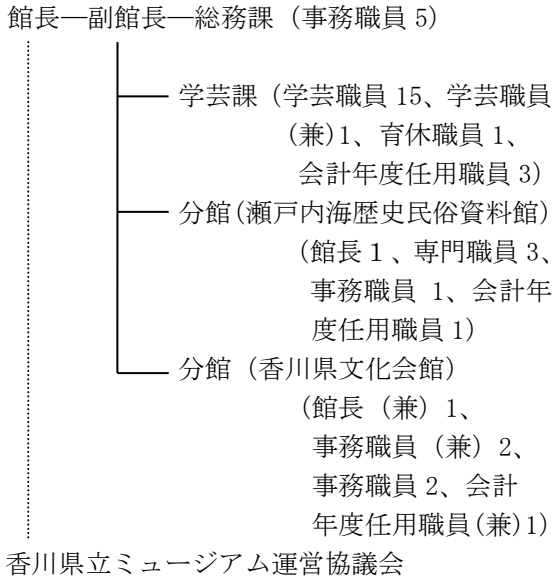 館長―副館長―総務課（事務職員 5）
学芸課（学芸職員 15、学芸職員
(兼)1、育休職員 1、
会計年度任用職員 3）
分館(瀬戸内海歴史民俗資料館)
(館長１、専門職員 3、
事務職員 1、会計年
度任用職員 1)
分館（香川県文化会館）
（館長（兼）1、
事務職員（兼）2、
事務職員 2、会計
年度任用職員(兼)1)
香川県立ミュージアム運営協議会